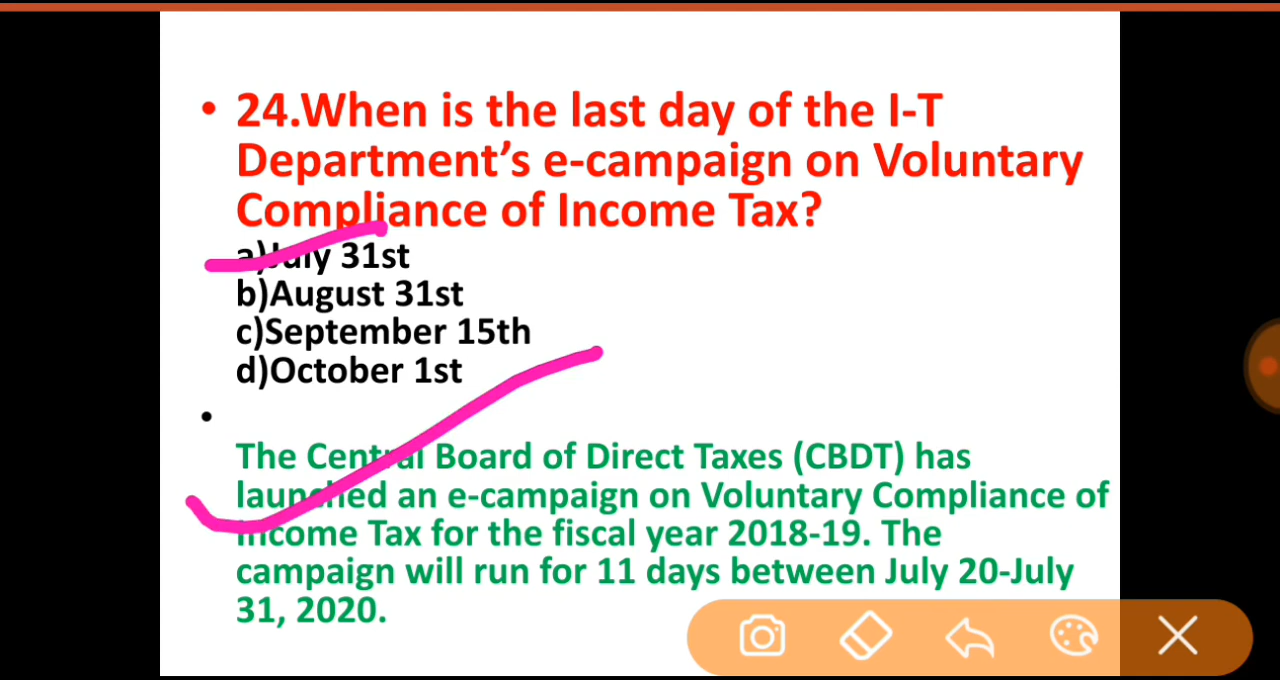 • 24.When is the last day of the I-T
Department’s e-campaign on Voluntary
Compliance of Income Tax?
a)July 31st
b)August 31st
c)September 15th
d)October 1st
•
The Central Board of Direct Taxes (CBDT) has
launched an e-campaign on Voluntary Compliance of
Income Tax for the fiscal year 2018-19. The
campaign will run for 11 days between July 20-July
31, 2020.